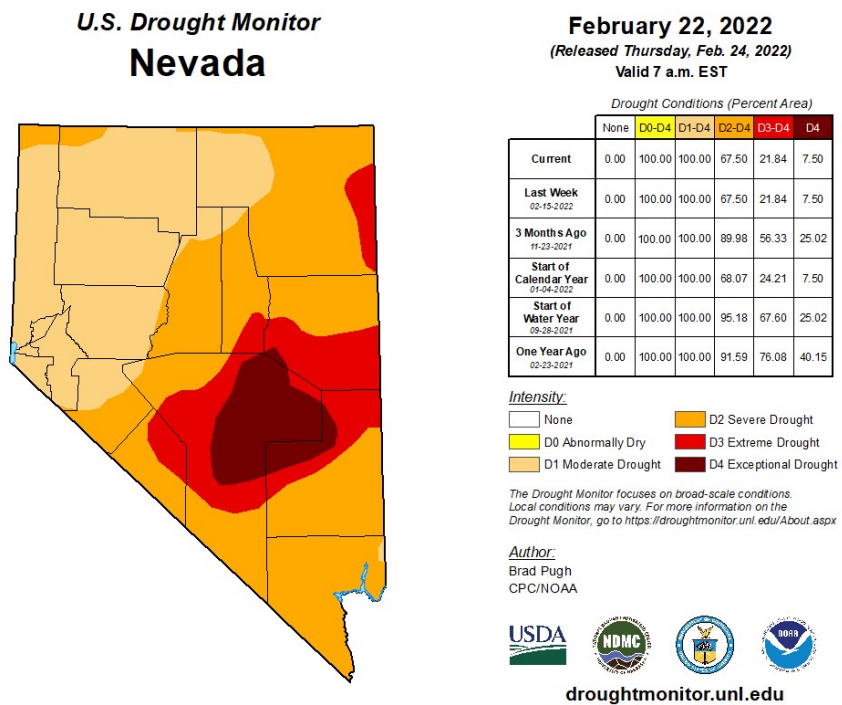 U.S. Drought Monitor
Nevada
February 22, 2022
(Released Thursday, Feb. 24, 2022)
Valid 7 a.m. EST
Drought Conditions (Percent Area)
None D0-D4 D1-D4 D2-D4 D3-D4 D4
Current 0.00 100.00 100.00 67.50 21.84 7.50
Last Week
02-15-2022 0.00 100.00 100.00 67.50 21.84 7.50
3 Months Ago
11-23-2021 0.00 100.00 100.00 89.98 56.33 25.02
Start of
Calendar Year
01-04-2022 0.00 100.00 100.00 68.07 24.21 7.50
Start of
Water Year
09-28-2021 0.00 100.00 100.00 95.18 67.60 25.02
One Year Ago
02-23-2021 0.00 100.00 100.00 91.59 76.08 40.15
Intensity:
None
D0 Abnormally Dry
D1 Moderate Drought
D2 Severe Drought
D3 Extreme Drought
D4 Exceptional Drought
The Drought Monitor focuses on broad-scale conditions.
Local conditions may vary. For more information on the
Drought Monitor, go to https://droughtmonitor.unl.edu/About.aspx
Author:
Brad Pugh
CPC/NOAA
USDA
NDMC
NOAA
droughtmonitor.unl.edu